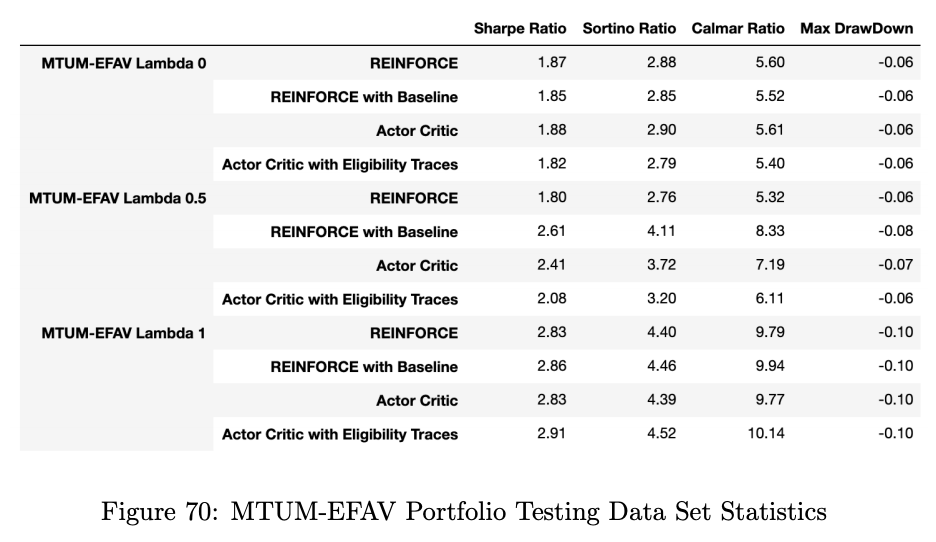 Sharpe Ratio Sortino Ratio Calmar Ratio Max DrawDown
MTUM-EFAV Lambda 0 REINFORCE 1.87 2.88 5.60 -0.06
REINFORCE with Baseline 1.85 2.85 5.52 -0.06
Actor Critic 1.88 2.90 5.61 -0.06
Actor Critic with Eligibility Traces 1.82 2.79 5.40 -0.06
MTUM-EFAV Lambda 0.5 REINFORCE 1.80 2.76 5.32 -0.06
REINFORCE with Baseline 2.61 4.11 8.33 -0.08
Actor Critic 2.41 3.72 7.19 -0.07
Actor Critic with Eligibility Traces 2.08 3.20 6.11 -0.06
MTUM-EFAV Lambda 1 REINFORCE 2.83 4.40 9.79 -0.10
REINFORCE with Baseline 2.86 4.46 9.94 -0.10
Actor Critic 2.83 4.39 9.77 -0.10
Actor Critic with Eligibility Traces 2.91 4.52 10.14 -0.10
Figure 70: MTUM-EFAV Portfolio Testing Data Set Statistics